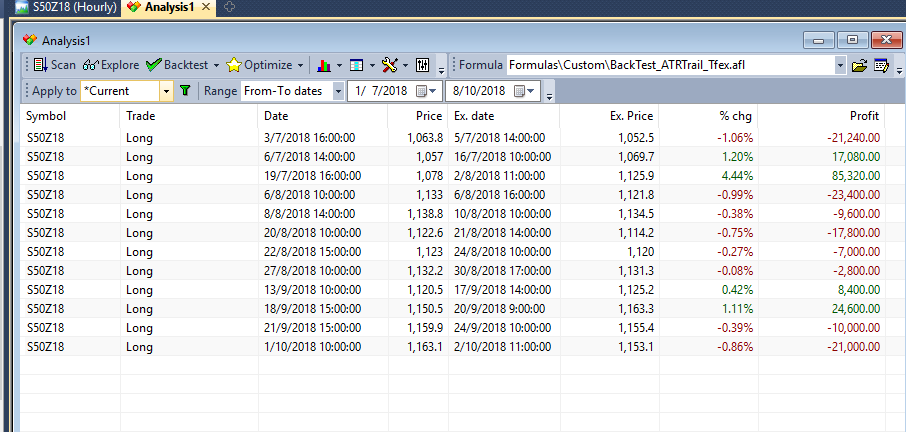 S50Z18 (Hourly) Analysis1
Analysis1
Scan Explore Backtest Optimize Formula Formulas\Custom\BackTest_ATRTrail_Tfex.afl
Apply to *Current Range From-To dates 1/ 7/2018 8/10/2018
Symbol Trade Date Price Ex. date Ex. Price % chg Profit
S50Z18 Long 3/7/2018 16:00:00 1,063.8 5/7/2018 14:00:00 1,052.5 -1.06% -21,240.00
S50Z18 Long 6/7/2018 14:00:00 1,057 16/7/2018 10:00:00 1,069.7 1.20% 17,080.00
S50Z18 Long 19/7/2018 16:00:00 1,078 2/8/2018 11:00:00 1,125.9 4.44% 85,320.00
S50Z18 Long 6/8/2018 10:00:00 1,133 6/8/2018 16:00:00 1,121.8 -0.99% -23,400.00
S50Z18 Long 8/8/2018 14:00:00 1,138.8 10/8/2018 10:00:00 1,134.5 -0.38% -9,600.00
S50Z18 Long 20/8/2018 10:00:00 1,122.6 21/8/2018 14:00:00 1,114.2 -0.75% -17,800.00
S50Z18 Long 22/8/2018 15:00:00 1,123 24/8/2018 10:00:00 1,120 -0.27% -7,000.00
S50Z18 Long 27/8/2018 10:00:00 1,132.2 30/8/2018 17:00:00 1,131.3 -0.08% -2,800.00
S50Z18 Long 13/9/2018 10:00:00 1,120.5 17/9/2018 14:00:00 1,125.2 0.42% 8,400.00
S50Z18 Long 18/9/2018 15:00:00 1,150.5 20/9/2018 9:00:00 1,163.3 1.11% 24,600.00
S50Z18 Long 21/9/2018 15:00:00 1,159.9 24/9/2018 10:00:00 1,155.4 -0.39% -10,000.00
S50Z18 Long 1/10/2018 10:00:00 1,163.1 2/10/2018 11:00:00 1,153.1 -0.86% -21,000.00